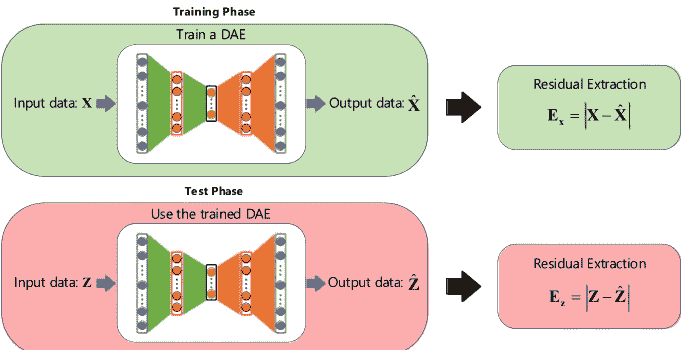 Training Phase
Train a DAE
Input data: X
Output data: X̂
Residual Extraction
Eₓ = |X − X̂|
Test Phase
Use the trained DAE
Input data: Z
Output data: Ẑ
Residual Extraction
E_z = |Z − Ẑ|